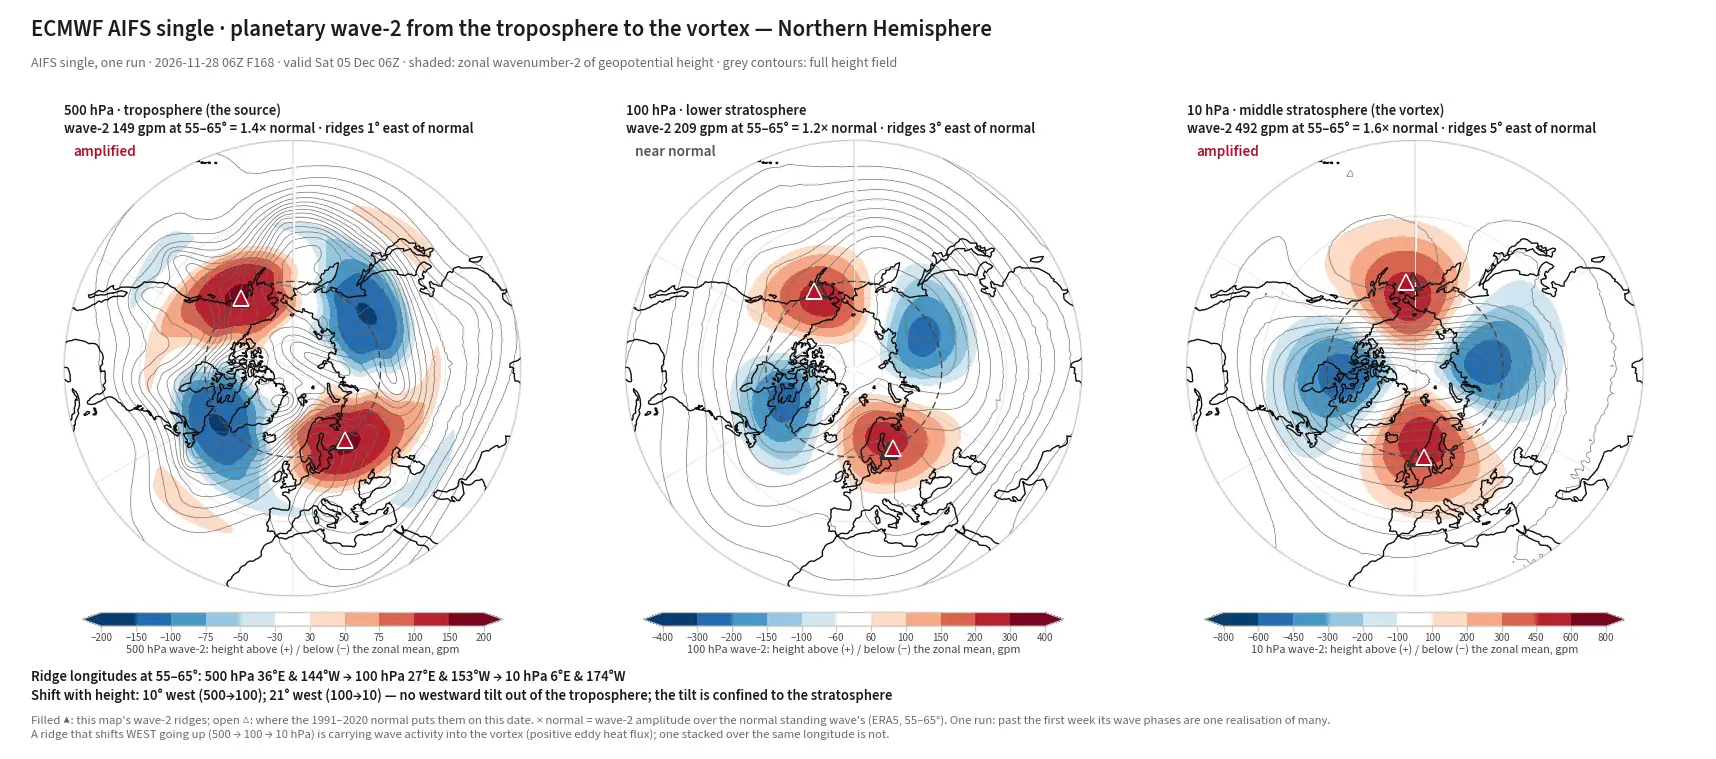 ECMWF AIFS single · planetary wave-2 from the troposphere to the vortex — Northern Hemisphere
AIFS single, one run · 2026-11-28 06Z F168 · valid Sat 05 Dec 06Z · shaded: zonal wavenumber-2 of geopotential height · grey contours: full height field
500 hPa · troposphere (the source)
wave-2 149 gpm at 55–65° = 1.4× normal · ridges 1° east of normal
amplified
100 hPa · lower stratosphere
wave-2 209 gpm at 55–65° = 1.2× normal · ridges 3° east of normal
near normal
10 hPa · middle stratosphere (the vortex)
wave-2 492 gpm at 55–65° = 1.6× normal · ridges 5° east of normal
amplified
−200 −150 −100 −75 −50 −30 30 50 75 100 150 200
500 hPa wave-2: height above (+) / below (−) the zonal mean, gpm
−400 −300 −200 −150 −100 −60 60 100 150 200 300 400
100 hPa wave-2: height above (+) / below (−) the zonal mean, gpm
−800 −600 −450 −300 −200 −100 100 200 300 450 600 800
10 hPa wave-2: height above (+) / below (−) the zonal mean, gpm
Ridge longitudes at 55–65°: 500 hPa 36°E & 144°W → 100 hPa 27°E & 153°W → 10 hPa 6°E & 174°W
Shift with height: 10° west (500→100); 21° west (100→10) — no westward tilt out of the troposphere; the tilt is confined to the stratosphere
Filled ▲: this map's wave-2 ridges; open △: where the 1991–2020 normal puts them on this date. × normal = wave-2 amplitude over the normal standing wave's (ERA5, 55–65°). One run: past the first week its wave phases are one realisation of many.
A ridge that shifts WEST going up (500 → 100 → 10 hPa) is carrying wave activity into the vortex (positive eddy heat flux); one stacked over the same longitude is not.